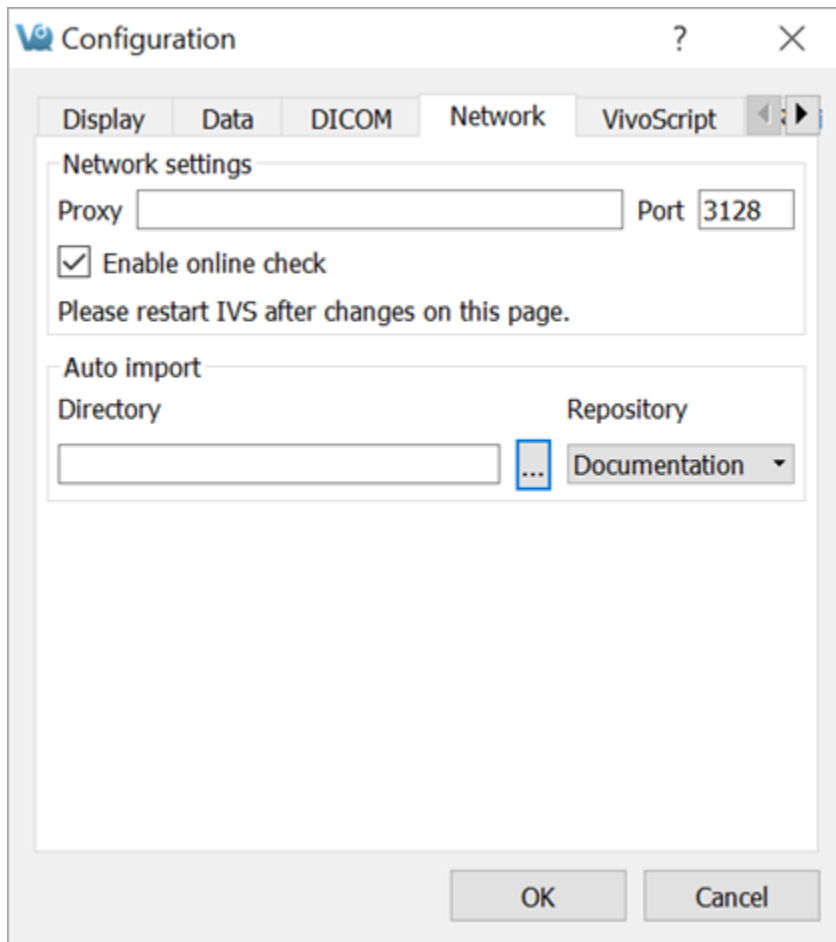 Configuration
Display Data DICOM Network VivoScript
Network settings
Proxy Port 3128
Enable online check
Please restart IVS after changes on this page.
Auto import
Directory Repository
... Documentation
OK Cancel